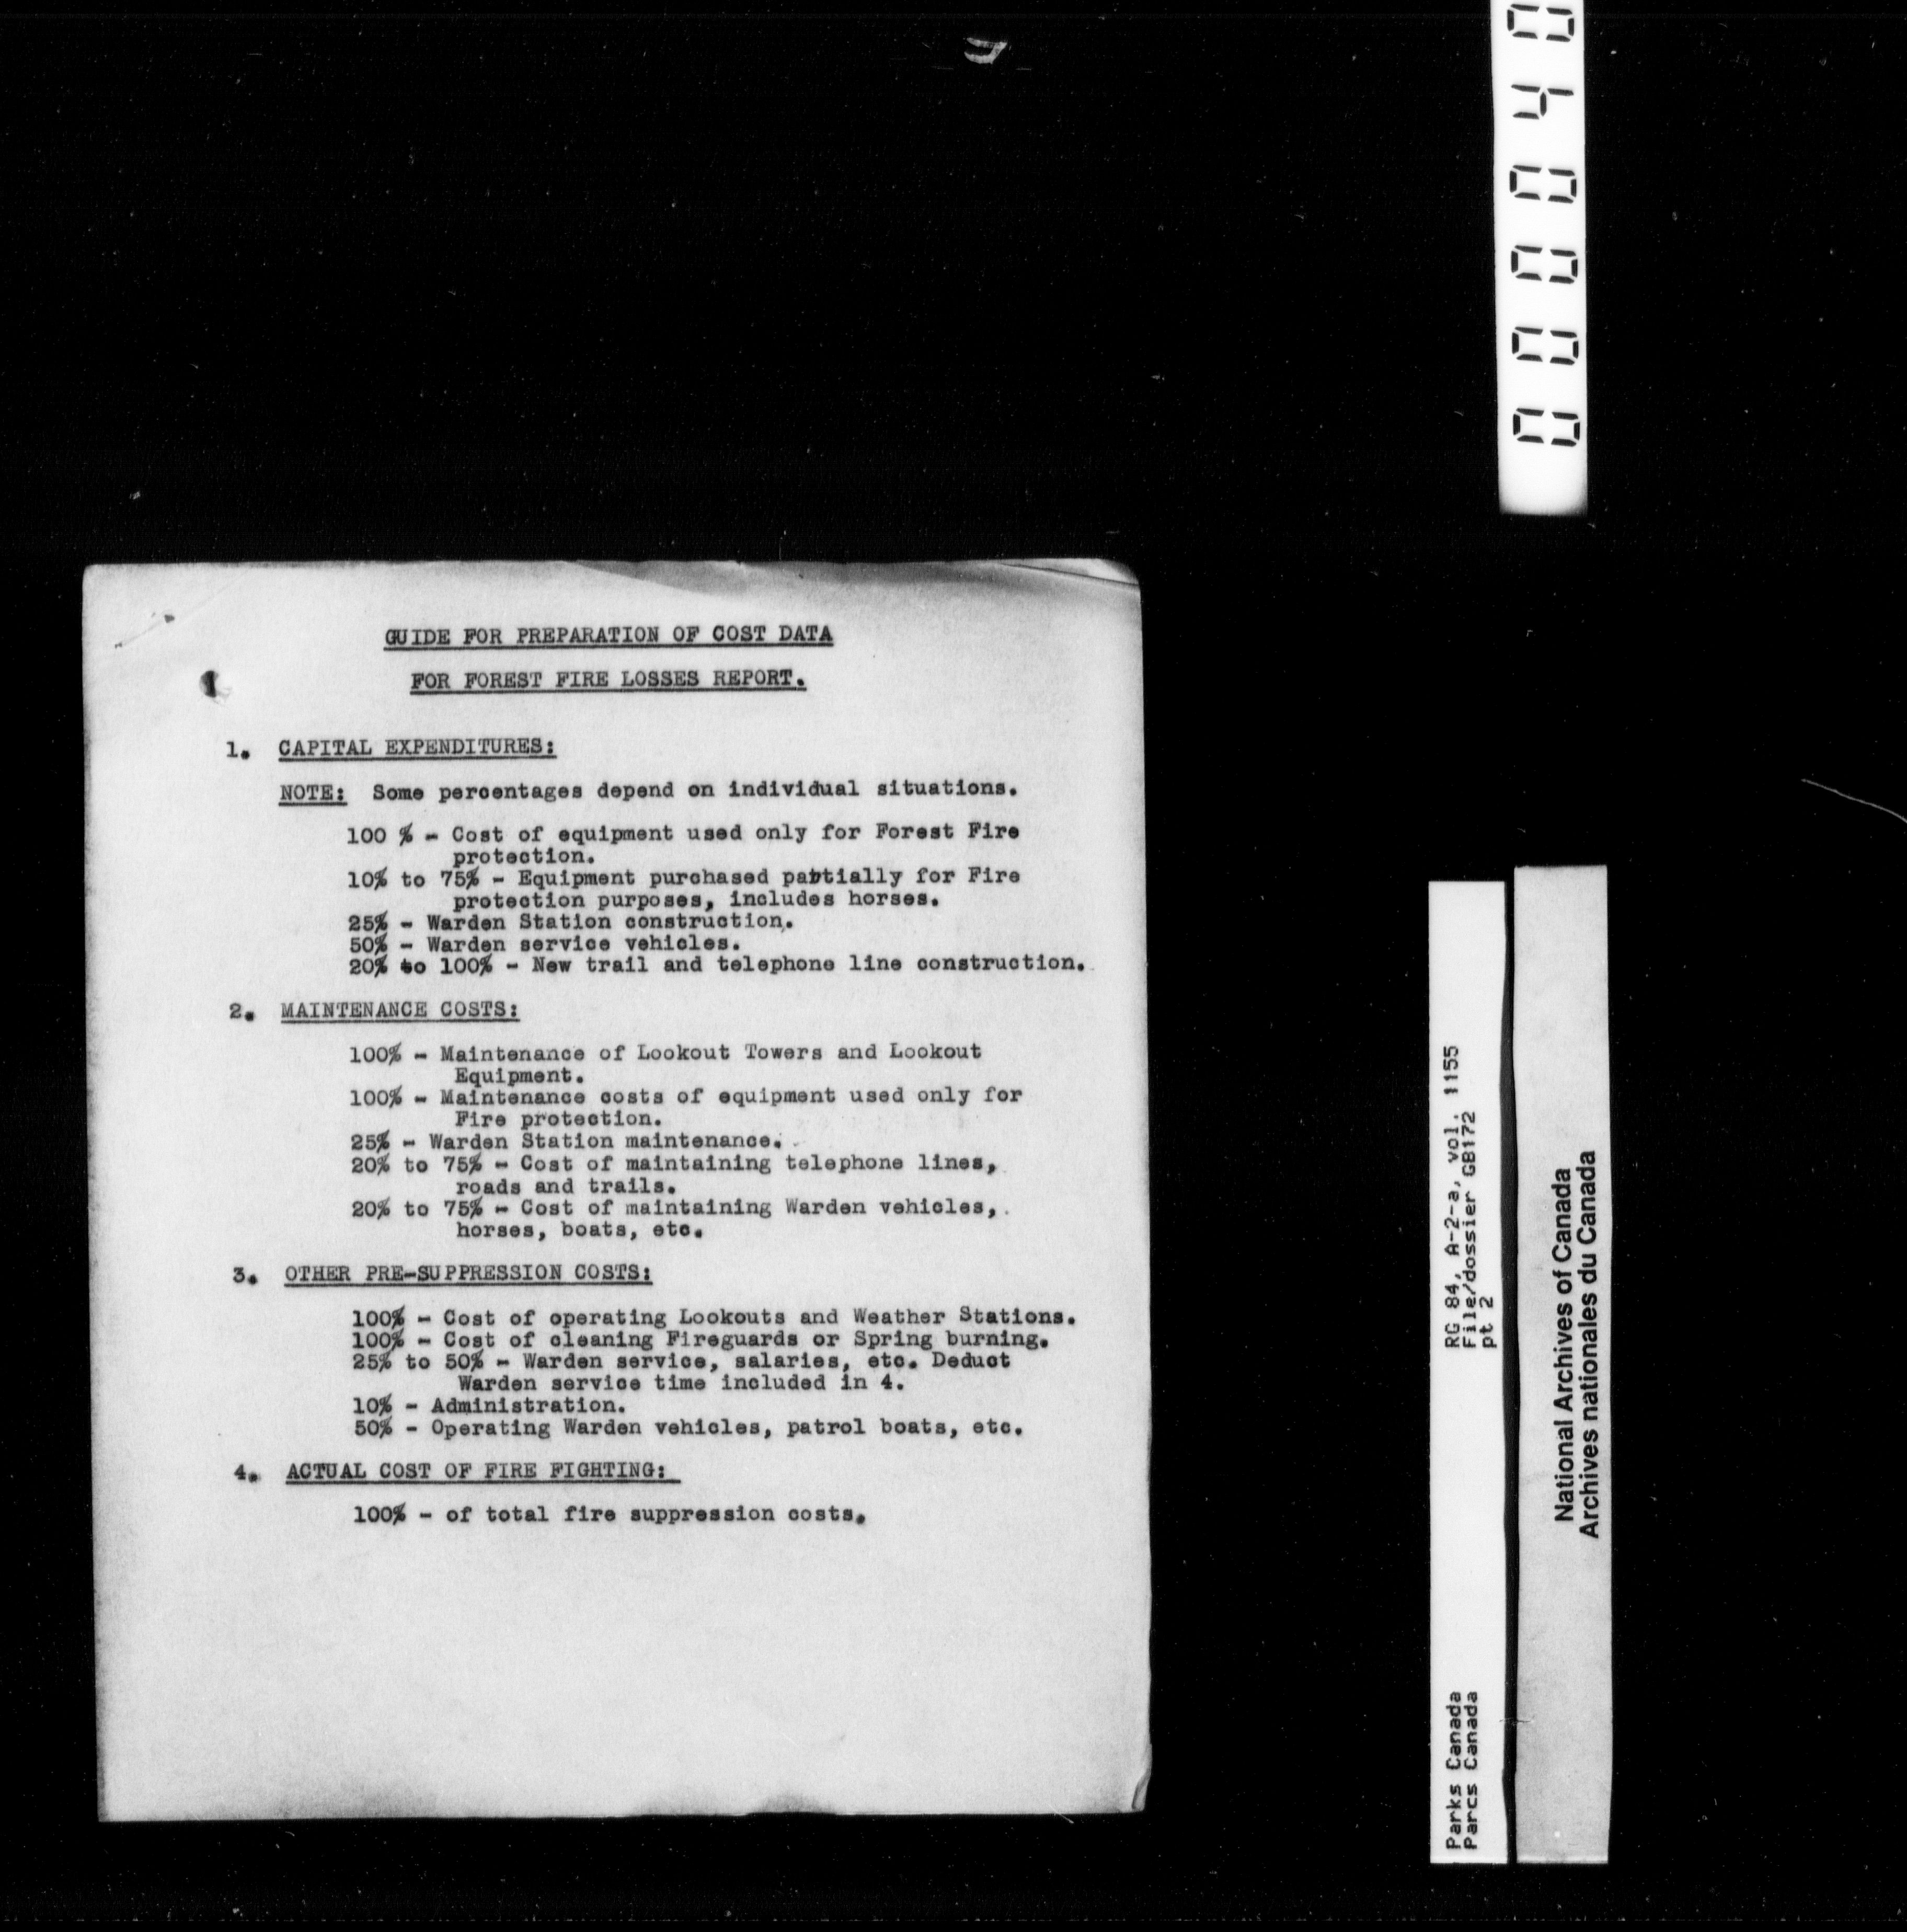 GUIDE FOR PREPARATION OF COST DATA
FOR FOREST FIRE LOSSES REPORT.
1. CAPITAL EXPENDITURES:
NOTE: Some percentages depend on individual situations.
100 % - Cost of equipment used only for Forest Fire
protection.
10% to 75% - Equipment purchased partially for Fire
protection purposes, includes horses.
25% - Warden Station construction.
50% - Warden service vehicles.
20% to 100% - New trail and telephone line construction.
2. MAINTENANCE COSTS:
100% - Maintenance of Lookout Towers and Lookout
Equipment.
100% - Maintenance costs of equipment used only for
Fire protection.
25% - Warden Station maintenance.
20% to 75% - Cost of maintaining telephone lines,
roads and trails.
20% to 75% - Cost of maintaining Warden vehicles,
horses, boats, etc.
3. OTHER PRE-SUPPRESSION COSTS:
100% - Cost of operating Lookouts and Weather Stations.
100% - Cost of cleaning Fireguards or Spring burning.
25% to 50% - Warden service, salaries, etc. Deduct
Warden service time included in 4.
10% - Administration.
50% - Operating Warden vehicles, patrol boats, etc.
4. ACTUAL COST OF FIRE FIGHTING:
100% - of total fire suppression costs.
000040
Parks Canada RG 84, A-2-a, vol. 1155
Parcs Canada File/dossier GB172
pt 2
National Archives of Canada
Archives nationales du Canada